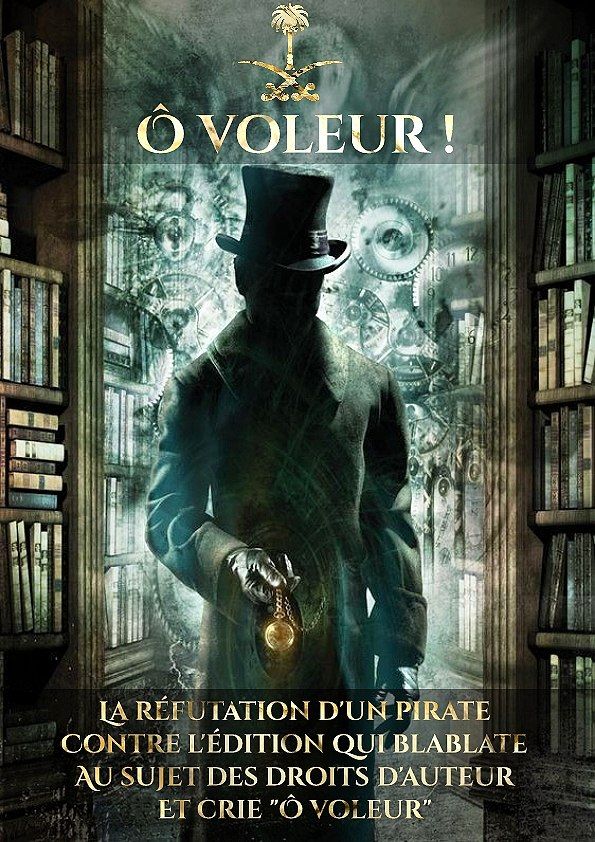 Ô VOLEUR !
LA RÉFUTATION D'UN PIRATE
CONTRE L'ÉDITION QUI BLABLATE
AU SUJET DES DROITS D'AUTEUR
ET CRIE "Ô VOLEUR"